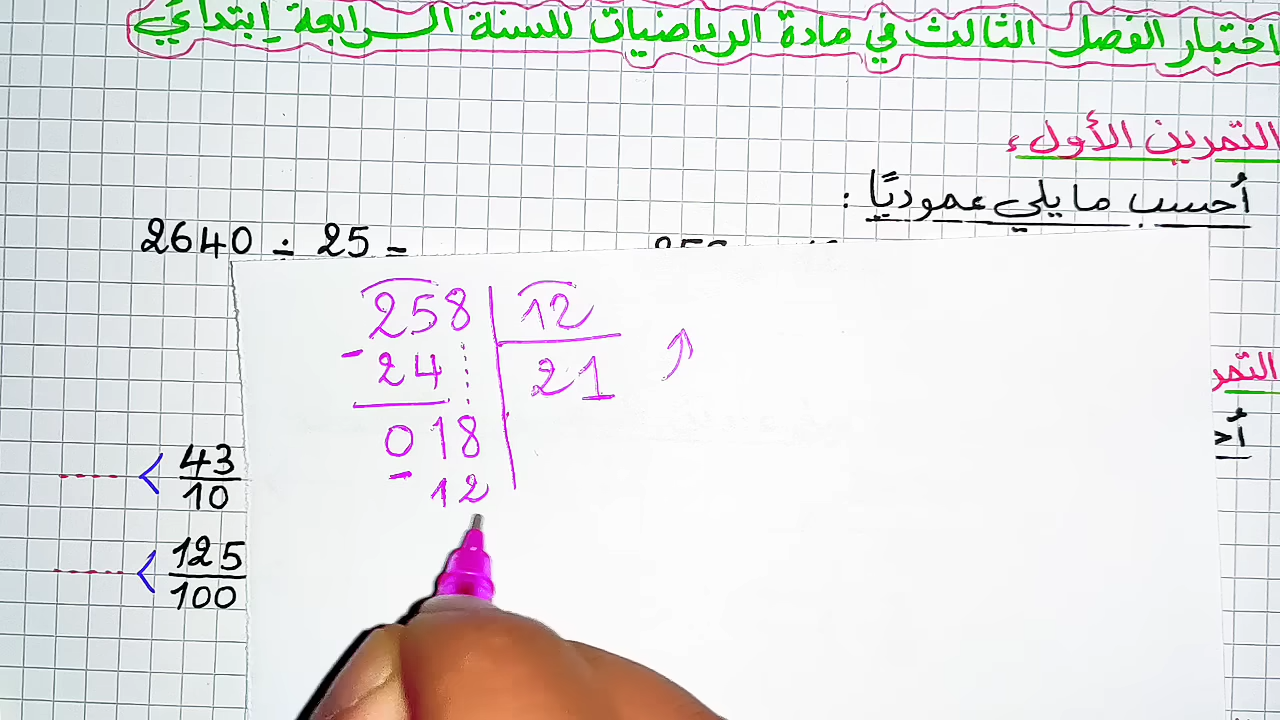 اختبار الفصل الثالث في مادة الرياضيات للسنة الرابعة إبتدائي
التمرين الأول:
أحسب ما يلي عموديًا :
2640 ÷ 25 =
258 | 12
- 24 | 21
018
- 12
43/10 >
125/100 >